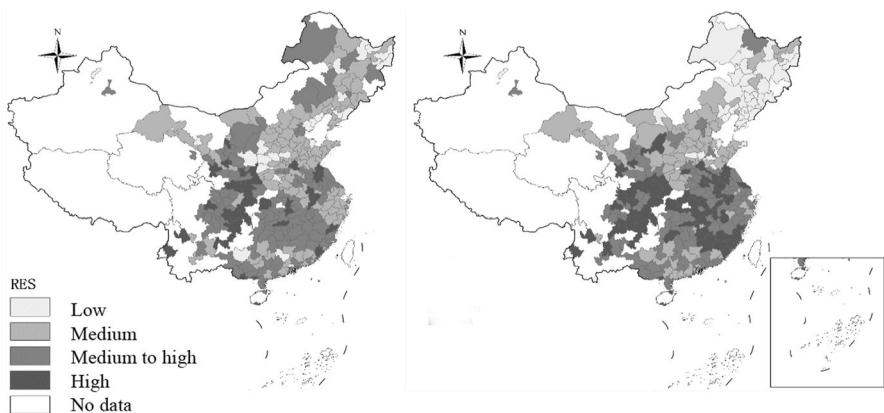 N
N
RES
Low
Medium
Medium to high
High
No data